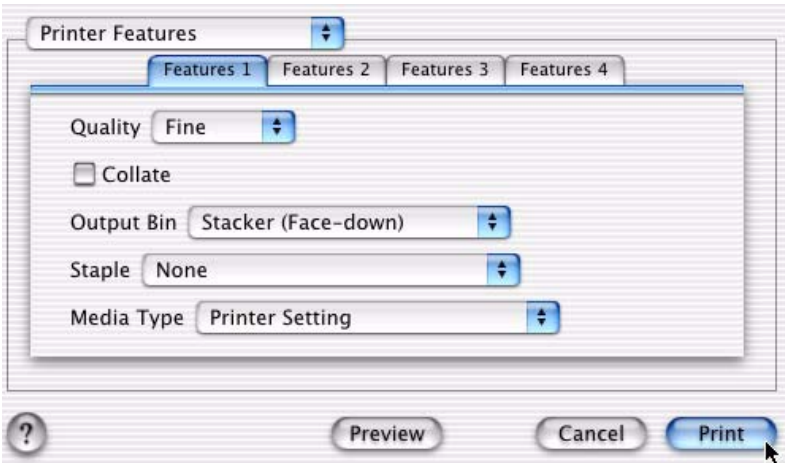 Printer Features
Features 1 Features 2 Features 3 Features 4
Quality Fine
Collate
Output Bin Stacker (Face-down)
Staple None
Media Type Printer Setting
? Preview Cancel Print